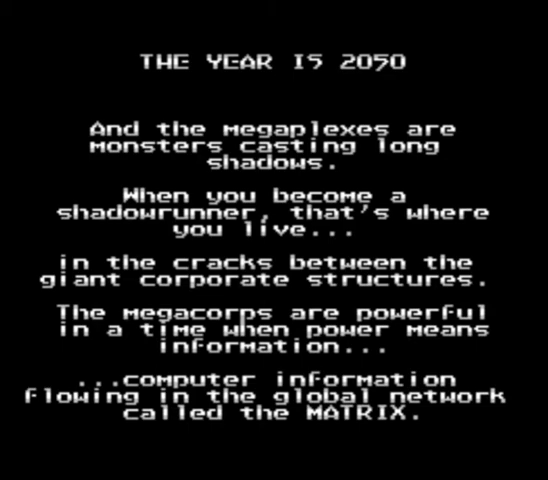 THE YEAR IS 2050
And the megaplexes are
monsters casting long
shadows.
When you become a
shadowrunner, that's where
you live...
in the cracks between the
giant corporate structures.
The megacorps are powerful
in a time when power means
information...
...computer information
flowing in the global network
called the MATRIX.